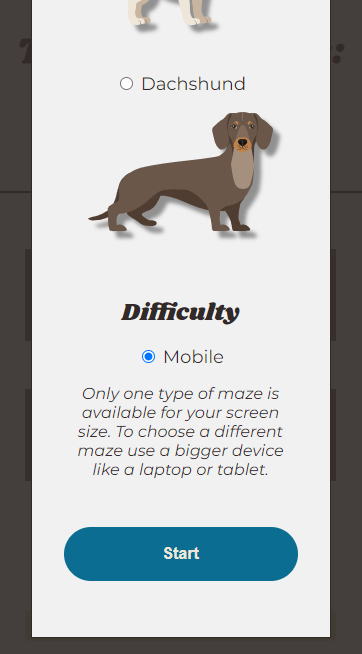 Dachshund
Difficulty
Mobile
Only one type of maze is
available for your screen
size. To choose a different
maze use a bigger device
like a laptop or tablet.
Start